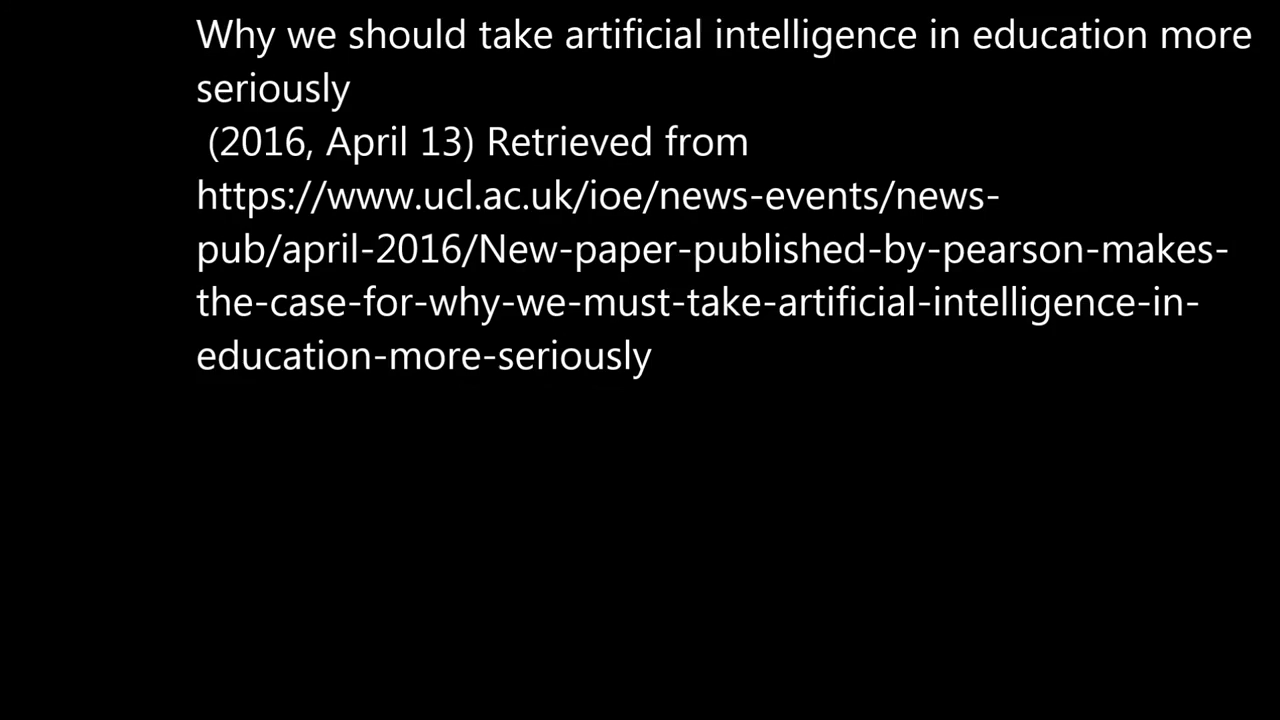 Why we should take artificial intelligence in education more
seriously
(2016, April 13) Retrieved from
https://www.ucl.ac.uk/ioe/news-events/news-
pub/april-2016/New-paper-published-by-pearson-makes-
the-case-for-why-we-must-take-artificial-intelligence-in-
education-more-seriously